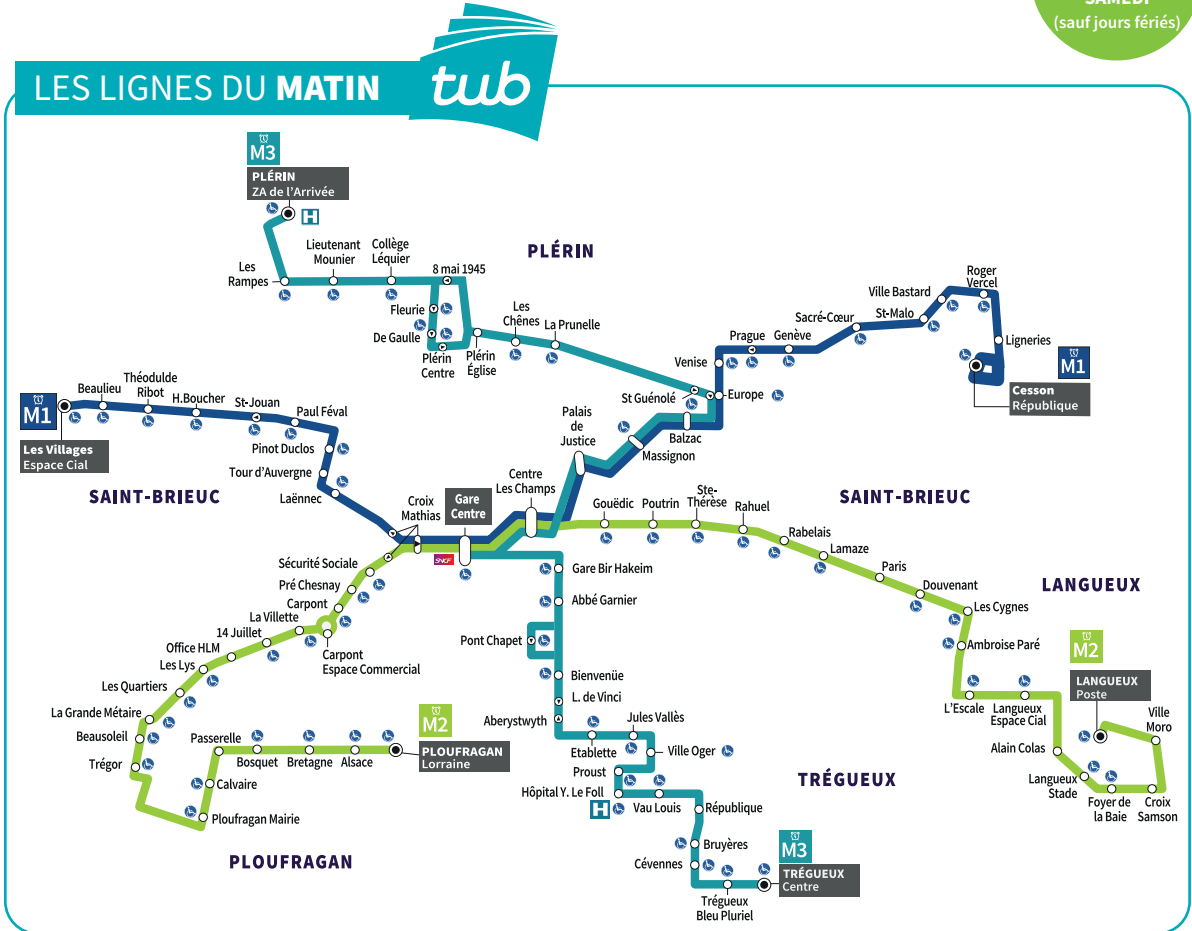 SAMEDI
(sauf jours fériés)
LES LIGNES DU MATIN
tub
M3
PLÉRIN
ZA de l'Arrivée
H
PLÉRIN
Les
Rampes
Lieutenant
Mounier
Collège
Léquier
8 mai 1945
Fleurie
De Gaulle
Plérin
Centre
Plérin
Église
Les
Chênes
La Prunelle
St Guénolé
Venise
Prague
Genève
Sacré-Cœur
St-Malo
Ville Bastard
Roger
Vercel
Ligneries
M1
Cesson
République
Europe
Balzac
Massignon
Palais
de
Justice
Centre
Les Champs
M1
Les Villages
Espace Cial
Beaulieu
Théodulde
Ribot
H.Boucher
St-Jouan
Paul Féval
Pinot Duclos
Tour d'Auvergne
Laënnec
Croix
Mathias
Gare
Centre
SNCF
SAINT-BRIEUC
SAINT-BRIEUC
Gouëdic
Poutrin
Ste-
Thérèse
Rahuel
Rabelais
Lamaze
Paris
Douvenant
Les Cygnes
Ambroise Paré
L'Escale
Langueux
Espace Cial
Alain Colas
Langueux
Stade
Foyer de
la Baie
Croix
Samson
Ville
Moro
LANGUEUX
M2
LANGUEUX
Poste
Sécurité Sociale
Pré Chesnay
Carpont
La Villette
Carpont
Espace Commercial
14 Juillet
Office HLM
Les Lys
Les Quartiers
La Grande Métaire
Beausoleil
Trégor
Ploufragan Mairie
Calvaire
Passerelle
Bosquet
Bretagne
Alsace
M2
PLOUFRAGAN
Lorraine
PLOUFRAGAN
Gare Bir Hakeim
Abbé Garnier
Pont Chapet
Bienvenüe
L. de Vinci
Aberystwyth
Etablette
Jules Vallès
Ville Oger
Proust
Hôpital Y. Le Foll
H
Vau Louis
République
Bruyères
Cévennes
Trégueux
Bleu Pluriel
TRÉGUEUX
M3
TRÉGUEUX
Centre